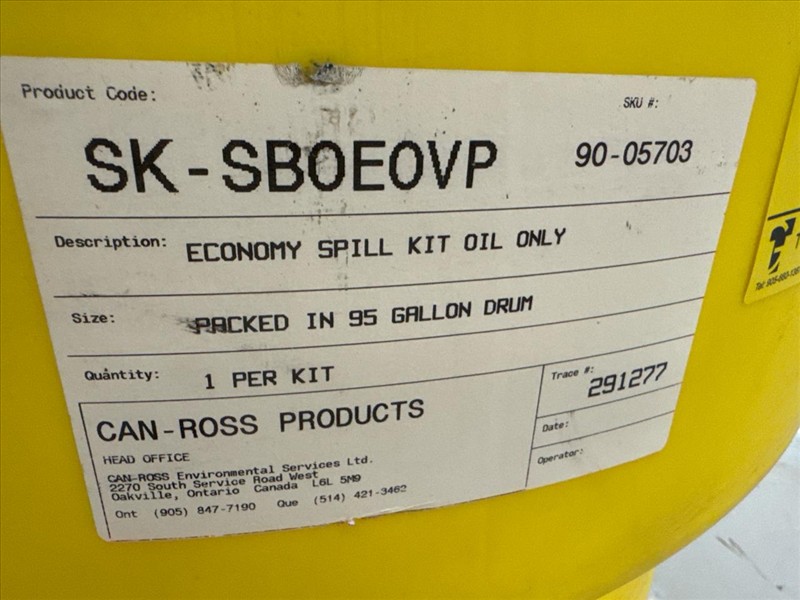 Product Code:
SK-SBOEOVP
SKU #:
90-05703
Description: ECONOMY SPILL KIT OIL ONLY
Size: PACKED IN 95 GALLON DRUM
Quantity: 1 PER KIT
CAN-ROSS PRODUCTS
HEAD OFFICE
CAN-ROSS Environmental Services Ltd.
2270 South Service Road West
Oakville, Ontario Canada L6L 5M9
Ont (905) 847-7190 Que (514) 421-3462
Trace #:
291277
Date:
Operator: